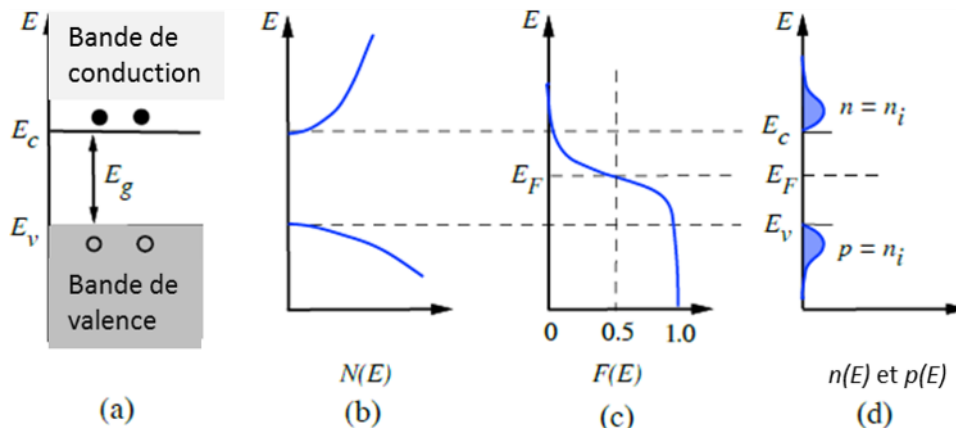 E
Bande de
conduction
E_c
E_g
E_v
Bande de
valence
(a)
E
N(E)
(b)
E
E_F
0 0.5 1.0
F(E)
(c)
E
n = n_i
E_c
E_F
E_v
p = n_i
n(E) et p(E)
(d)